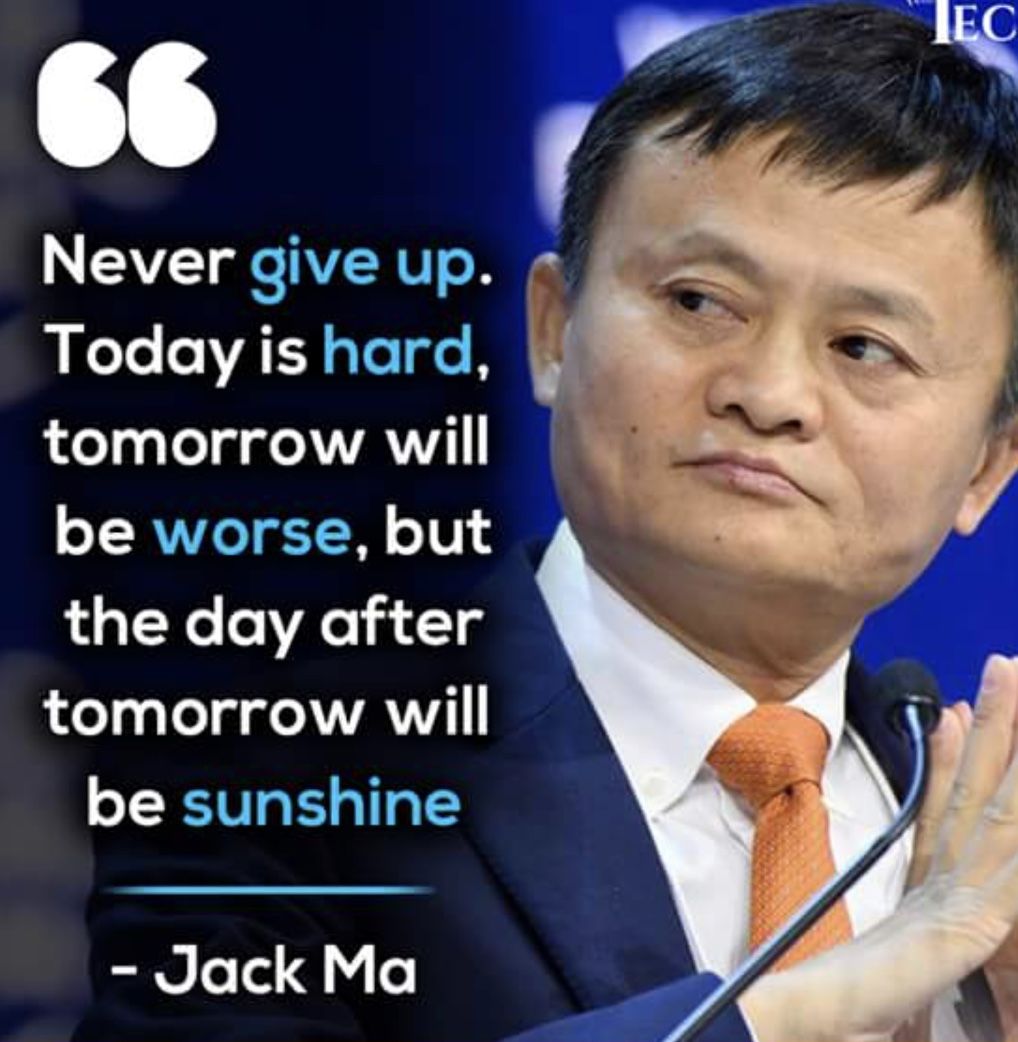 TEC
Never give up.
Today is hard,
tomorrow will
be worse, but
the day after
tomorrow will
be sunshine
- Jack Ma